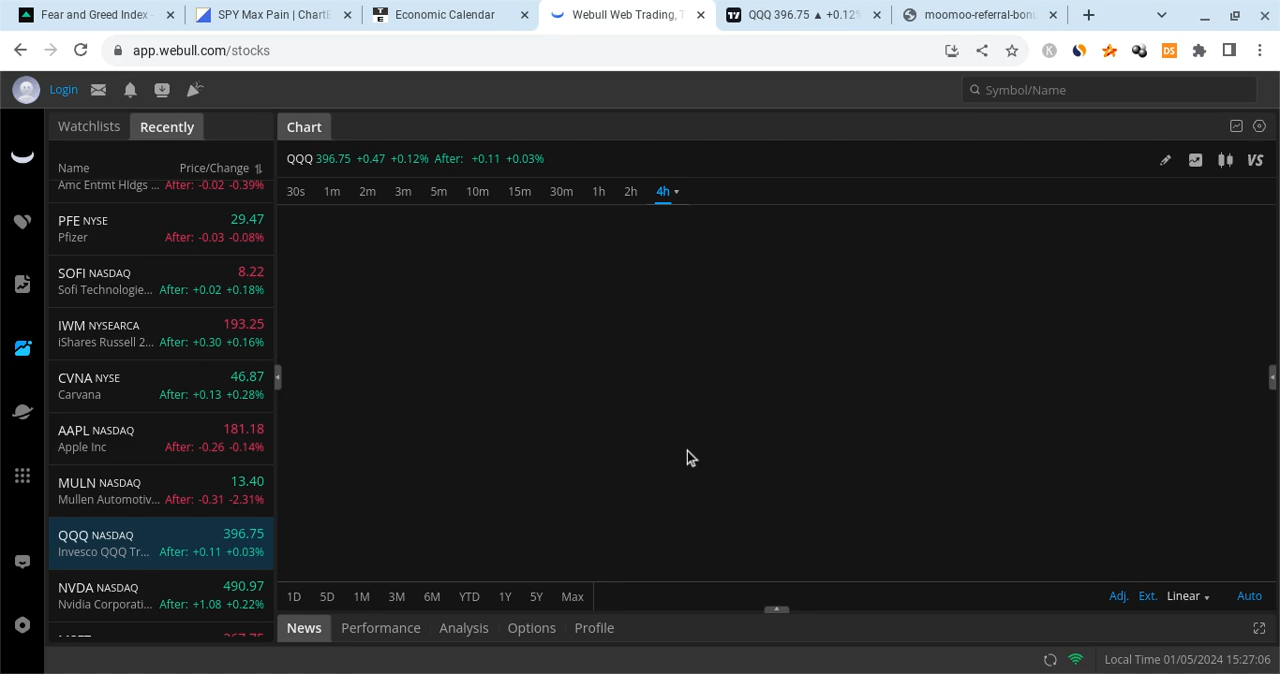 Fear and Greed Index -
SPY Max Pain | ChartE
Economic Calendar
Webull Web Trading, T
QQQ 396.75 ▲ +0.12%
moomoo-referral-bonu
app.webull.com/stocks
Login
Symbol/Name
Watchlists
Recently
Chart
Name
Price/Change
Amc Entmt Hldgs ... After: -0.02 -0.39%
PFE NYSE 29.47
Pfizer After: -0.03 -0.08%
SOFI NASDAQ 8.22
Sofi Technologie... After: +0.02 +0.18%
IWM NYSEARCA 193.25
iShares Russell 2... After: +0.30 +0.16%
CVNA NYSE 46.87
Carvana After: +0.13 +0.28%
AAPL NASDAQ 181.18
Apple Inc After: -0.26 -0.14%
MULN NASDAQ 13.40
Mullen Automotiv... After: -0.31 -2.31%
QQQ NASDAQ 396.75
Invesco QQQ Tr... After: +0.11 +0.03%
NVDA NASDAQ 490.97
Nvidia Corporati... After: +1.08 +0.22%
QQQ 396.75 +0.47 +0.12% After: +0.11 +0.03%
VS
30s 1m 2m 3m 5m 10m 15m 30m 1h 2h 4h
1D 5D 1M 3M 6M YTD 1Y 5Y Max
Adj. Ext. Linear Auto
News Performance Analysis Options Profile
Local Time 01/05/2024 15:27:06